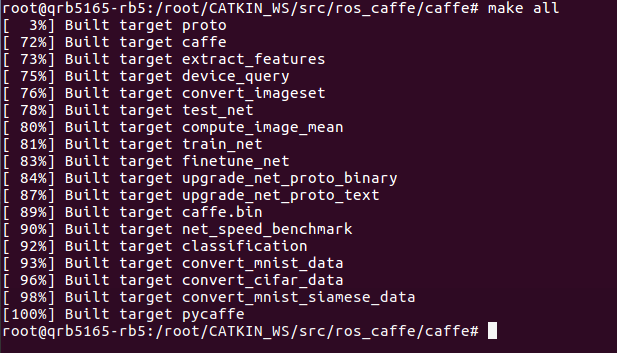 root@qrb5165-rb5:/root/CATKIN_WS/src/ros_caffe/caffe# make all
[  3%] Built target proto
[ 72%] Built target caffe
[ 73%] Built target extract_features
[ 75%] Built target device_query
[ 76%] Built target convert_imageset
[ 78%] Built target test_net
[ 80%] Built target compute_image_mean
[ 81%] Built target train_net
[ 83%] Built target finetune_net
[ 84%] Built target upgrade_net_proto_binary
[ 87%] Built target upgrade_net_proto_text
[ 89%] Built target caffe.bin
[ 90%] Built target net_speed_benchmark
[ 92%] Built target classification
[ 93%] Built target convert_mnist_data
[ 96%] Built target convert_cifar_data
[ 98%] Built target convert_mnist_siamese_data
[100%] Built target pycaffe
root@qrb5165-rb5:/root/CATKIN_WS/src/ros_caffe/caffe#